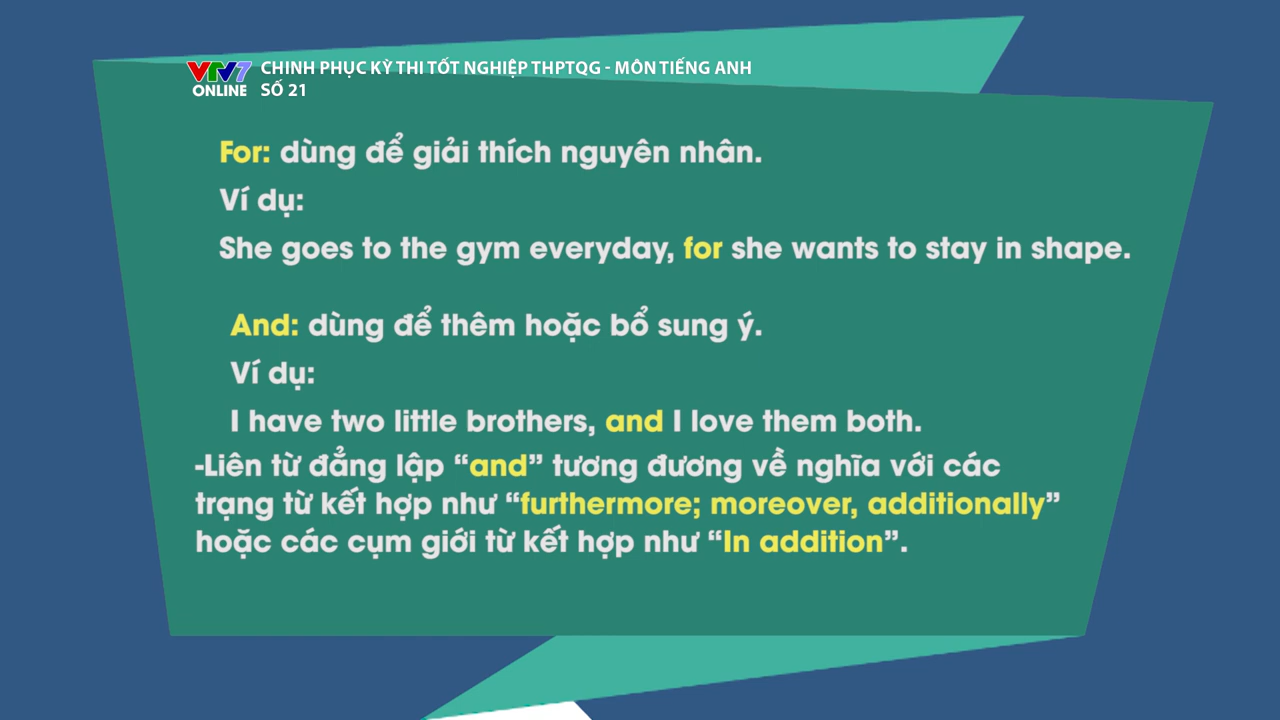 VTV7
ONLINE
CHINH PHỤC KỲ THI TỐT NGHIỆP THPTQG - MÔN TIẾNG ANH
SỐ 21
For: dùng để giải thích nguyên nhân.
Ví dụ:
She goes to the gym everyday, for she wants to stay in shape.
And: dùng để thêm hoặc bổ sung ý.
Ví dụ:
I have two little brothers, and I love them both.
-Liên từ đẳng lập “and” tương đương về nghĩa với các
trạng từ kết hợp như “furthermore; moreover, additionally”
hoặc các cụm giới từ kết hợp như “In addition”.